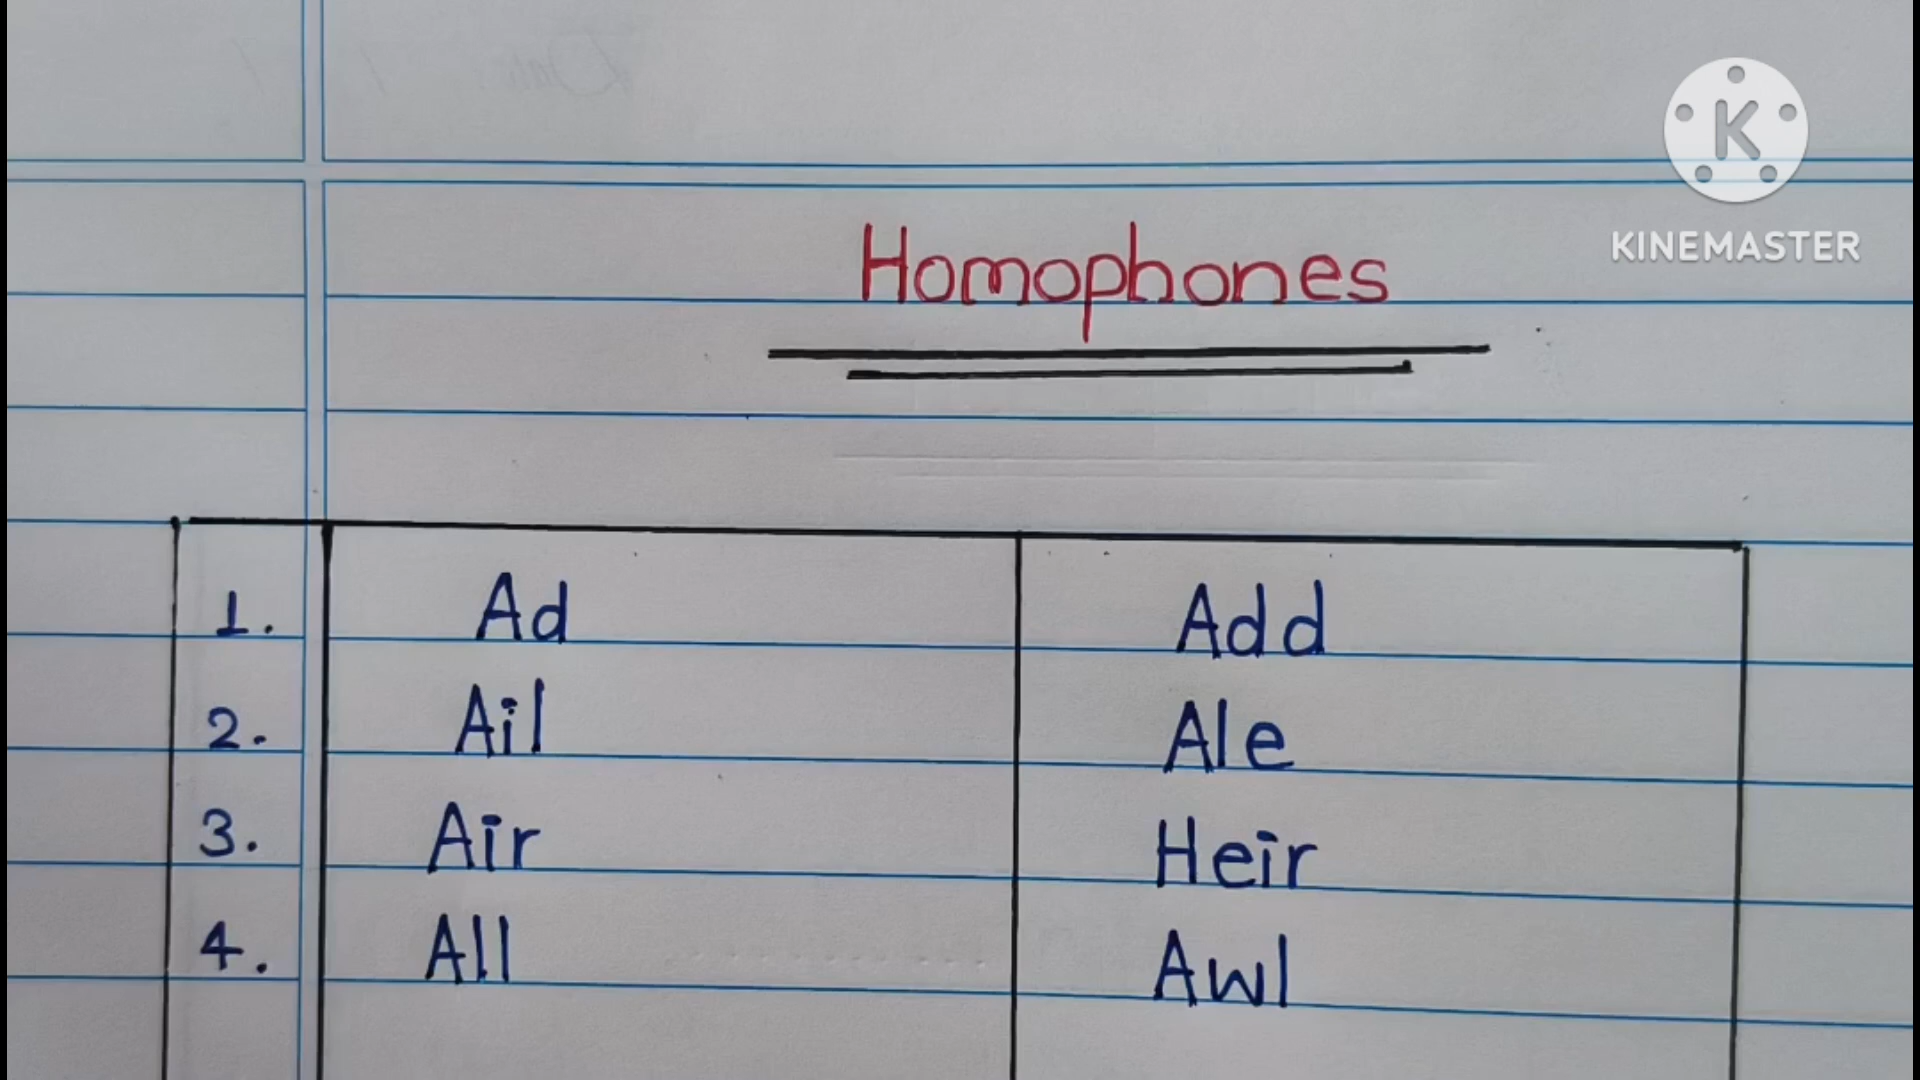 K
KINEMASTER
Homophones
1. Ad Add
2. Ail Ale
3. Air Heir
4. All Awl